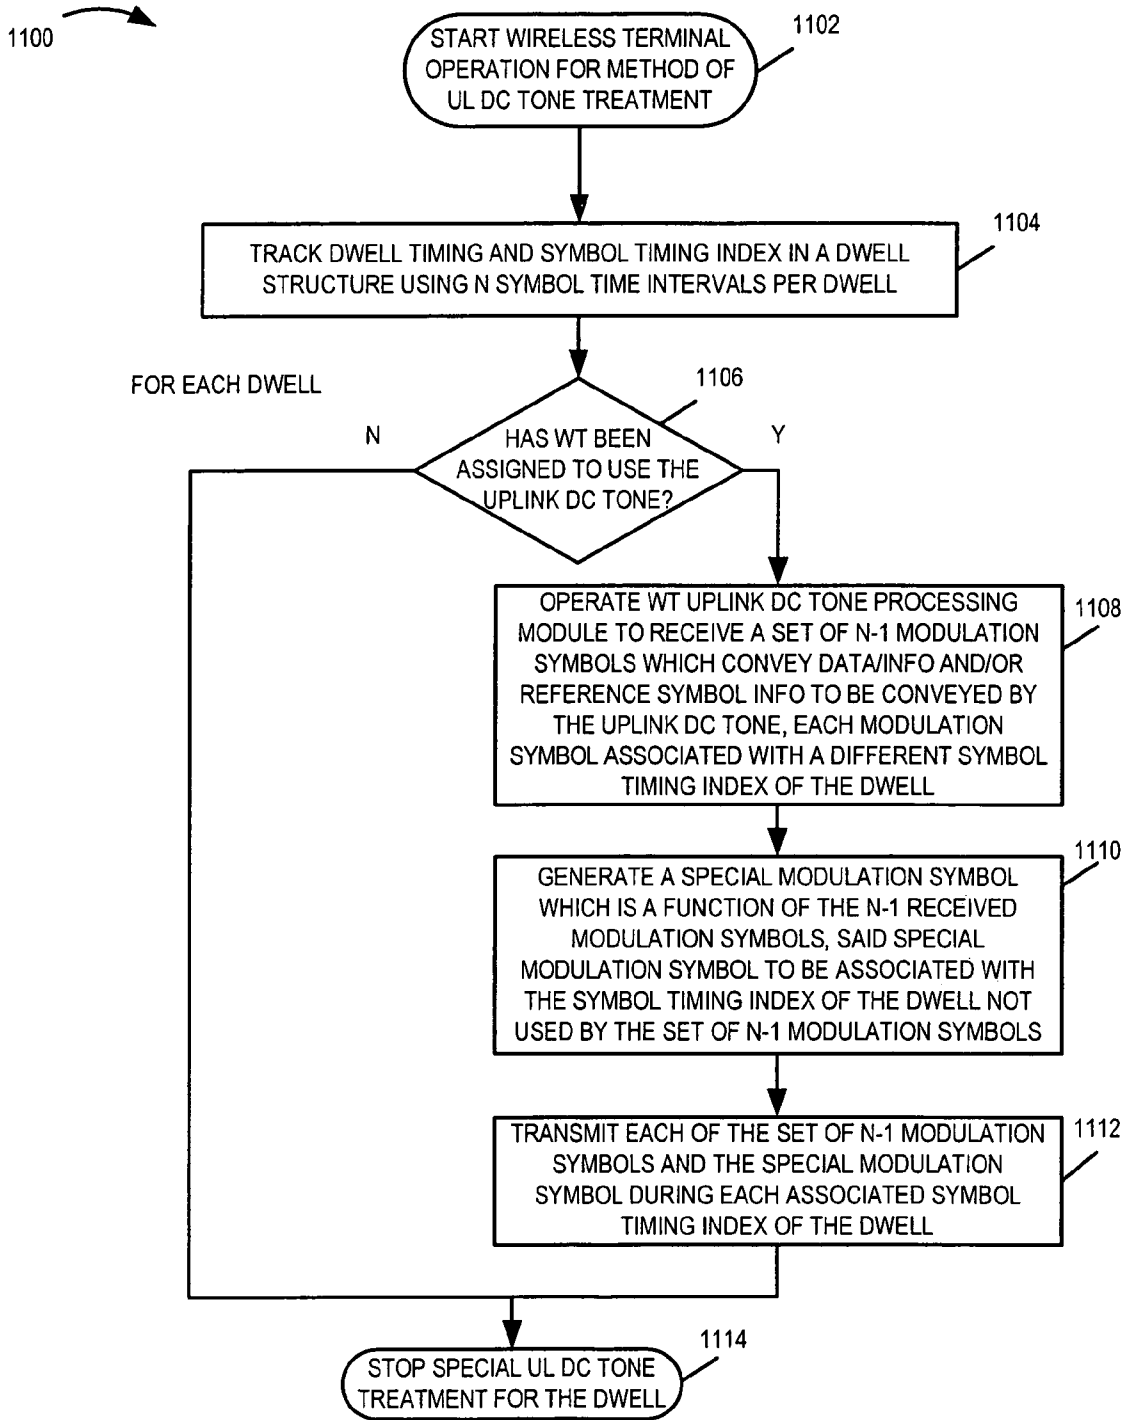 1100
START WIRELESS TERMINAL
OPERATION FOR METHOD OF
UL DC TONE TREATMENT
1102
TRACK DWELL TIMING AND SYMBOL TIMING INDEX IN A DWELL
STRUCTURE USING N SYMBOL TIME INTERVALS PER DWELL
1104
FOR EACH DWELL
1106
HAS WT BEEN
ASSIGNED TO USE THE
UPLINK DC TONE?
N
Y
OPERATE WT UPLINK DC TONE PROCESSING
MODULE TO RECEIVE A SET OF N-1 MODULATION
SYMBOLS WHICH CONVEY DATA/INFO AND/OR
REFERENCE SYMBOL INFO TO BE CONVEYED BY
THE UPLINK DC TONE, EACH MODULATION
SYMBOL ASSOCIATED WITH A DIFFERENT SYMBOL
TIMING INDEX OF THE DWELL
1108
GENERATE A SPECIAL MODULATION SYMBOL
WHICH IS A FUNCTION OF THE N-1 RECEIVED
MODULATION SYMBOLS, SAID SPECIAL
MODULATION SYMBOL TO BE ASSOCIATED WITH
THE SYMBOL TIMING INDEX OF THE DWELL NOT
USED BY THE SET OF N-1 MODULATION SYMBOLS
1110
TRANSMIT EACH OF THE SET OF N-1 MODULATION
SYMBOLS AND THE SPECIAL MODULATION
SYMBOL DURING EACH ASSOCIATED SYMBOL
TIMING INDEX OF THE DWELL
1112
STOP SPECIAL UL DC TONE
TREATMENT FOR THE DWELL
1114